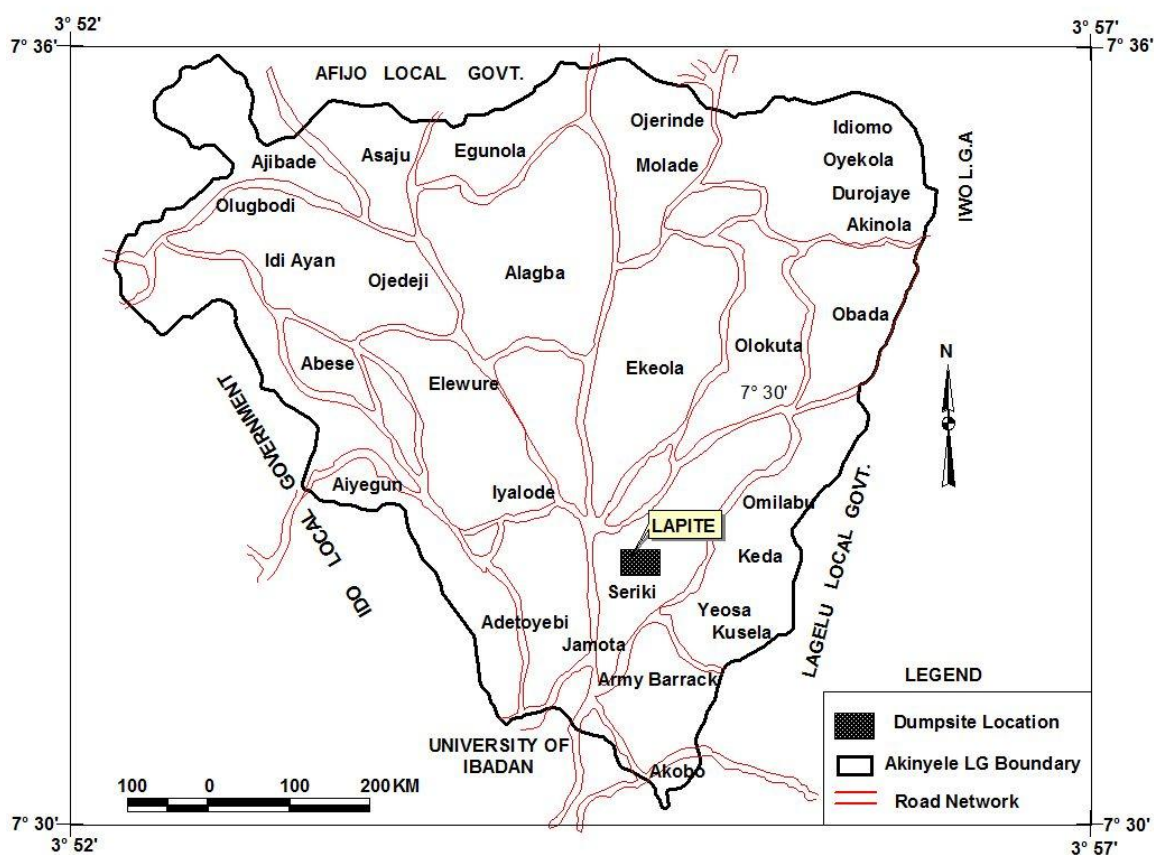 3° 52'
3° 57'
7° 36'
7° 36'
AFIJO LOCAL GOVT.
Ojerinde
Idiomo
Ajibade
Asaju
Egunola
Molade
Oyekola
Durojaye
IWO L.G.A
Olugbodi
Akinola
Idi Ayan
Ojedeji
Alagba
Obada
Olokuta
N
Abese
Elewure
Ekeola
7° 30'
IDO LOCAL GOVERNMENT
Aiyegun
Iyalode
Omilabu
LAGELU LOCAL GOVT.
LAPITE
Keda
Seriki
Yeosa
Adetoyebi
Kusela
Jamota
Army Barrack
LEGEND
Dumpsite Location
UNIVERSITY OF
IBADAN
Akinyele LG Boundary
Akobo
100 0 100 200 KM
Road Network
7° 30'
7° 30'
3° 52'
3° 57'